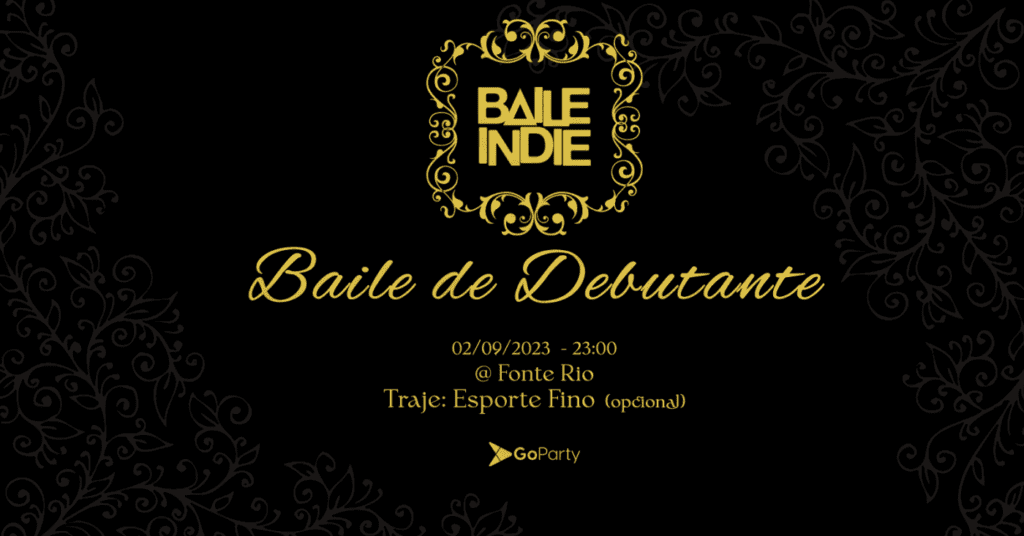 BAILE
INDIE
Baile de Debutante
02/09/2023 - 23:00
@ Fonte Rio
Traje: Esporte Fino (opcional)
GoParty